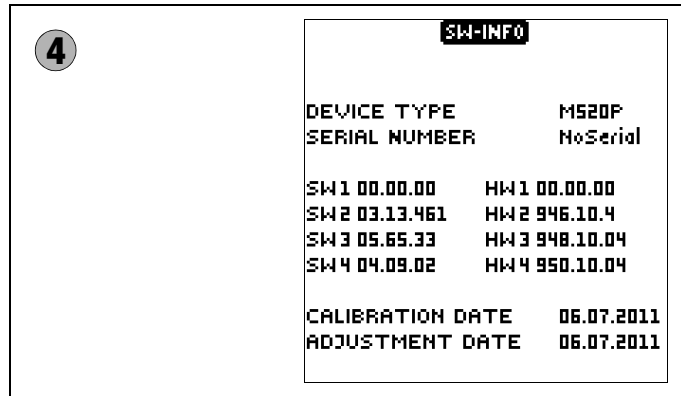 4
SW-INFO
DEVICE TYPE M520P
SERIAL NUMBER NoSerial
SW 1 00.00.00 HW 1 00.00.00
SW 2 03.13.461 HW 2 946.10.4
SW 3 05.65.33 HW 3 948.10.04
SW 4 04.09.02 HW 4 950.10.04
CALIBRATION DATE 06.07.2011
ADJUSTMENT DATE 06.07.2011